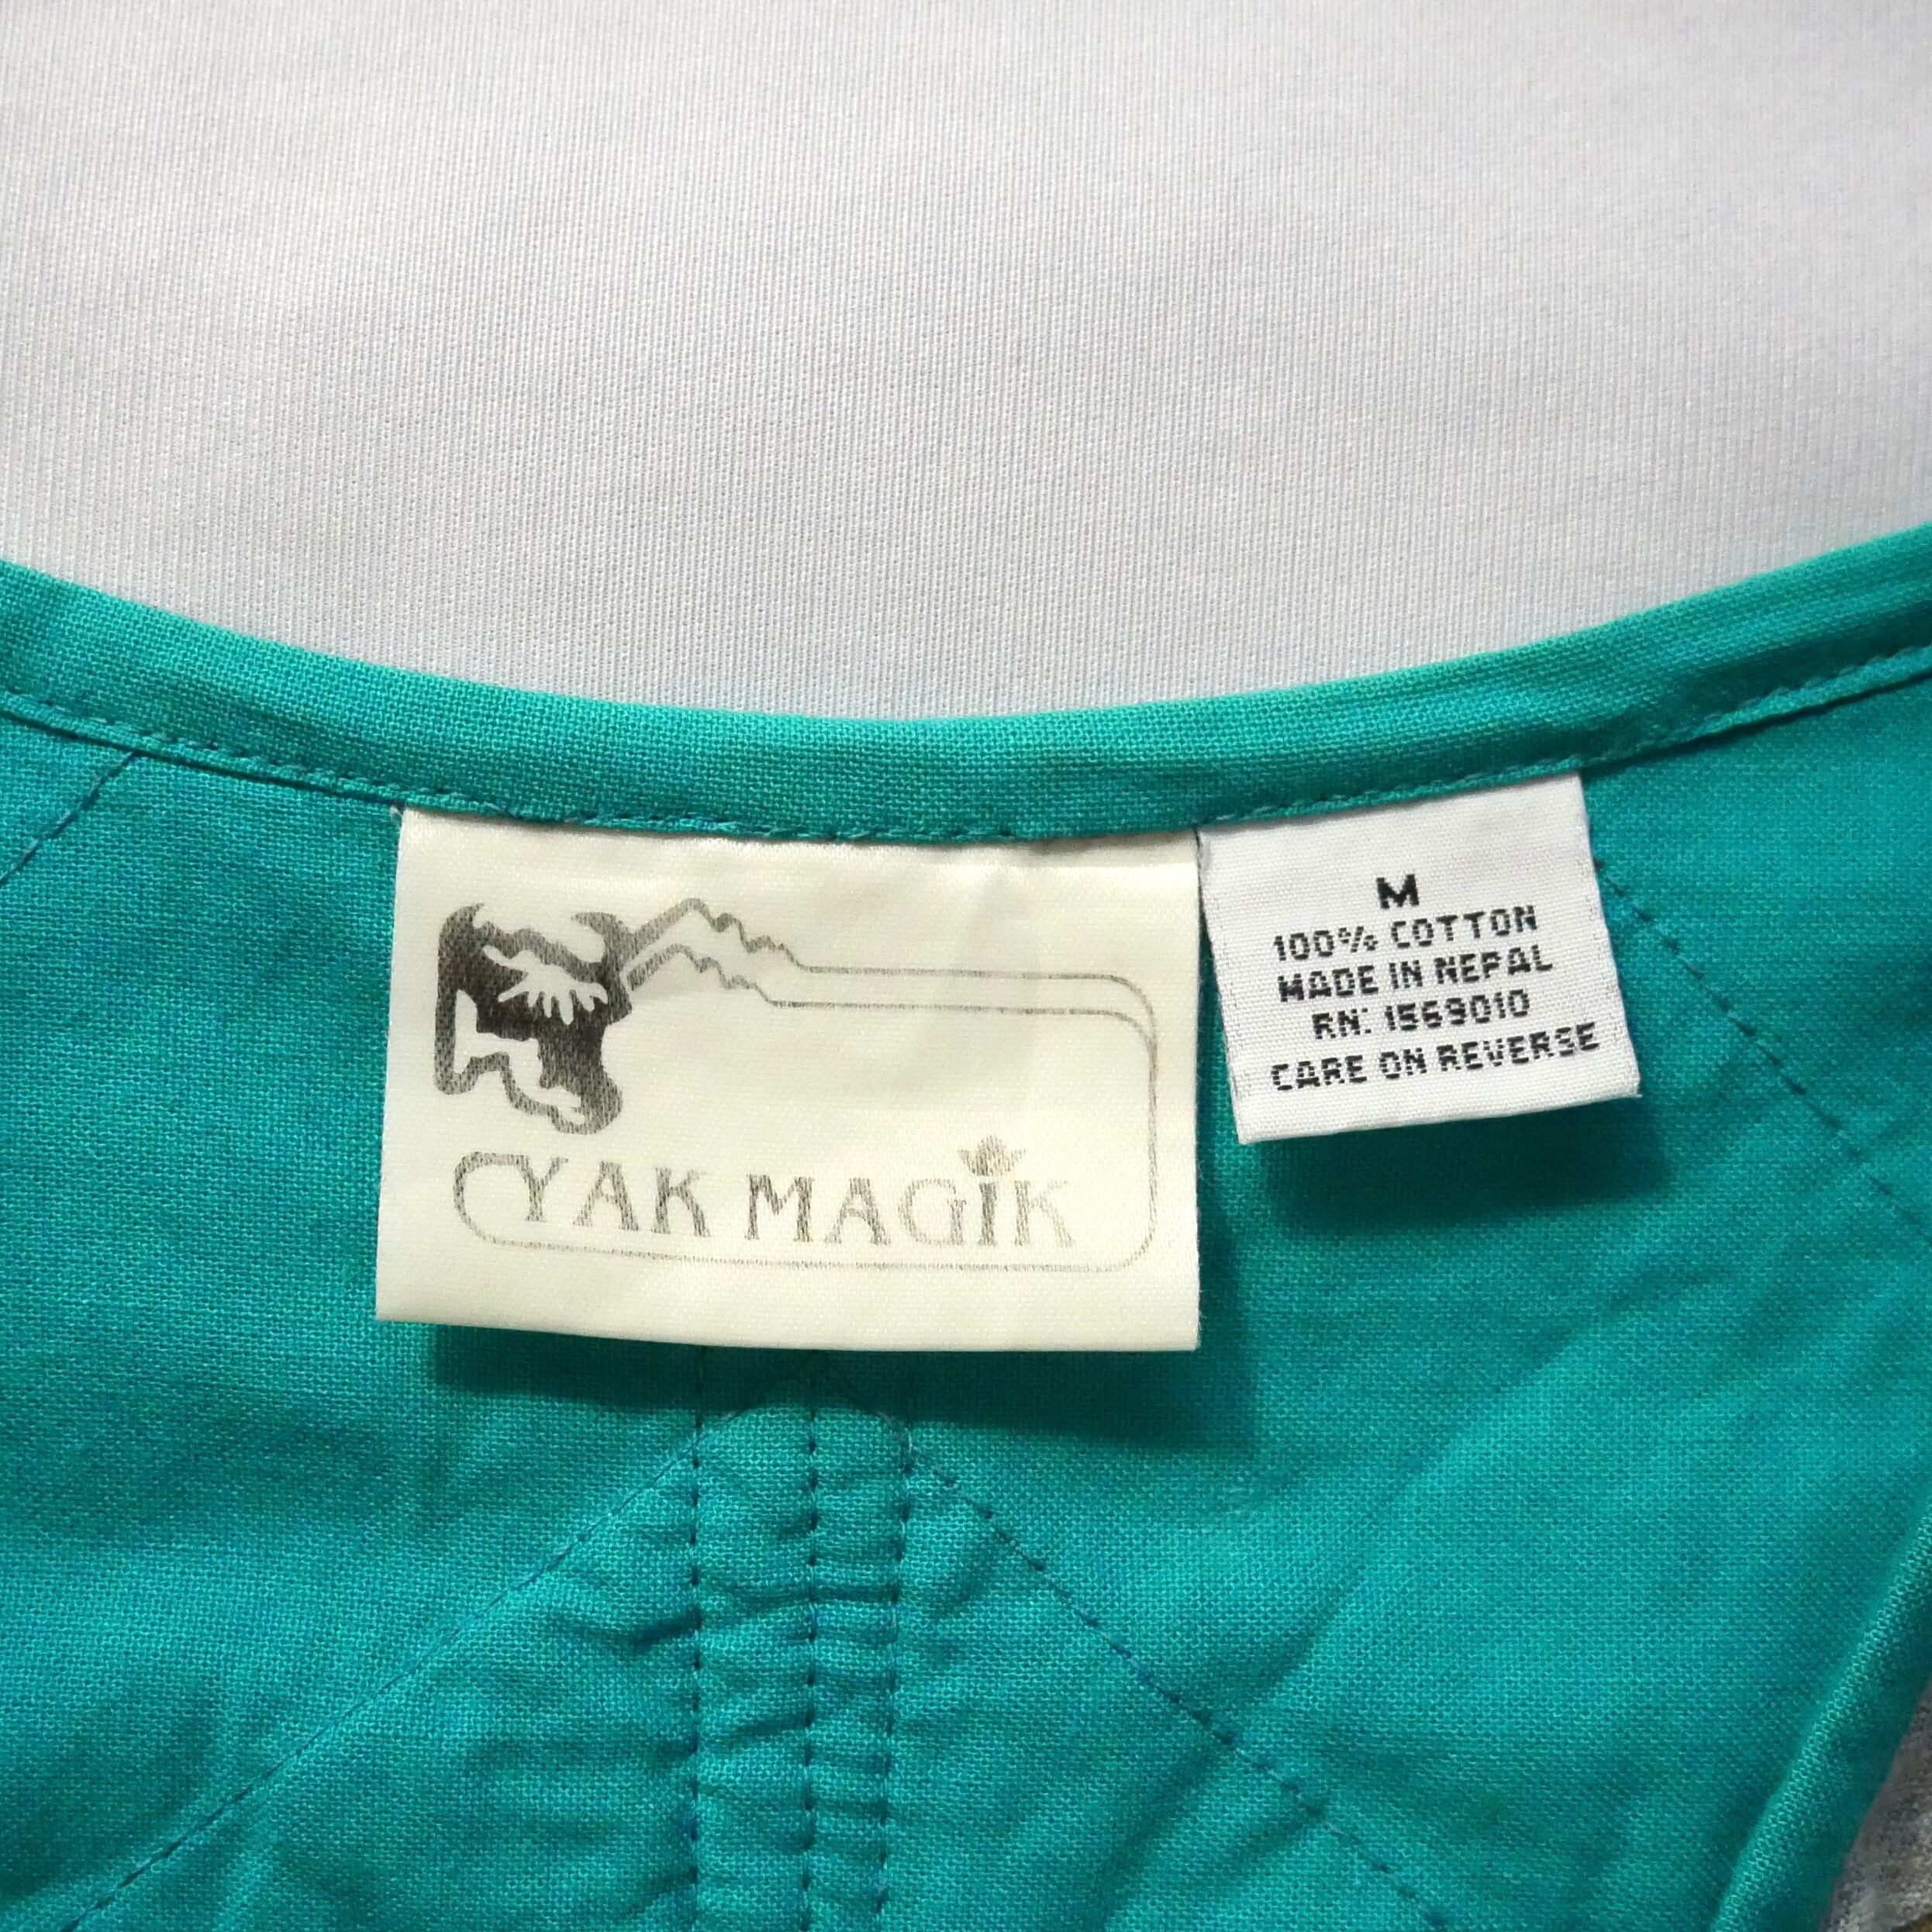 YAK MAGIK
M
100% COTTON
MADE IN NEPAL
RN: 1569010
CARE ON REVERSE